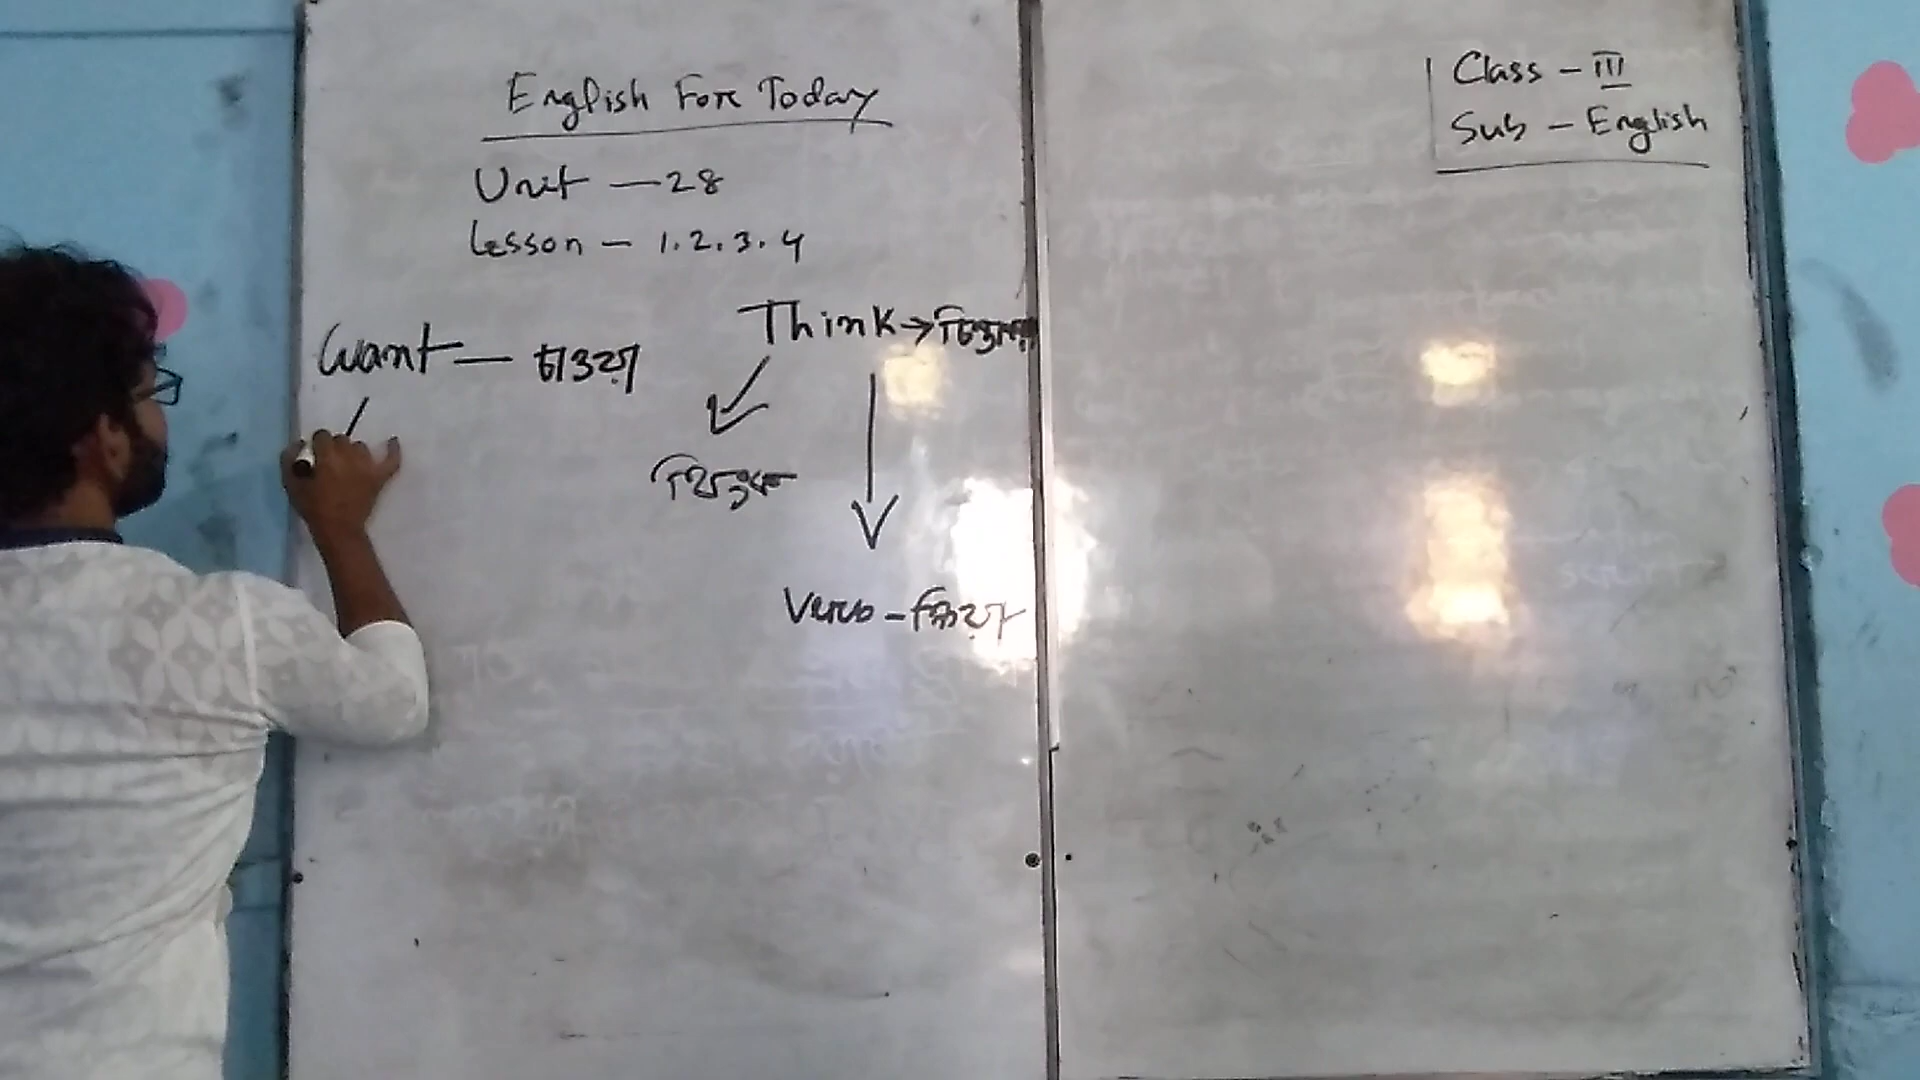 English For Today
Unit — 28
Lesson — 1.2.3.4
Class - III
Sub - English
Want — চাওয়া
Think →
Verb - ক্রিয়া